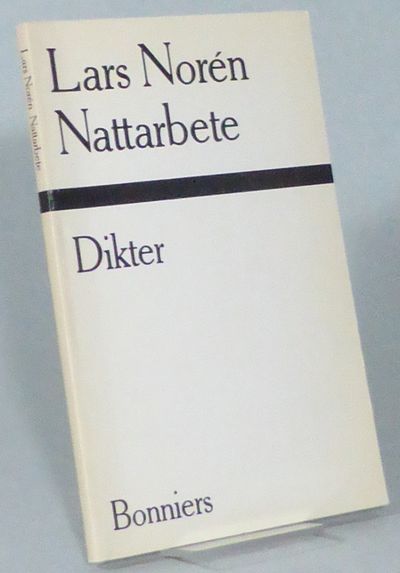 Lars Norén
Nattarbete
Dikter
Bonniers
Lars Norén Nattarbete